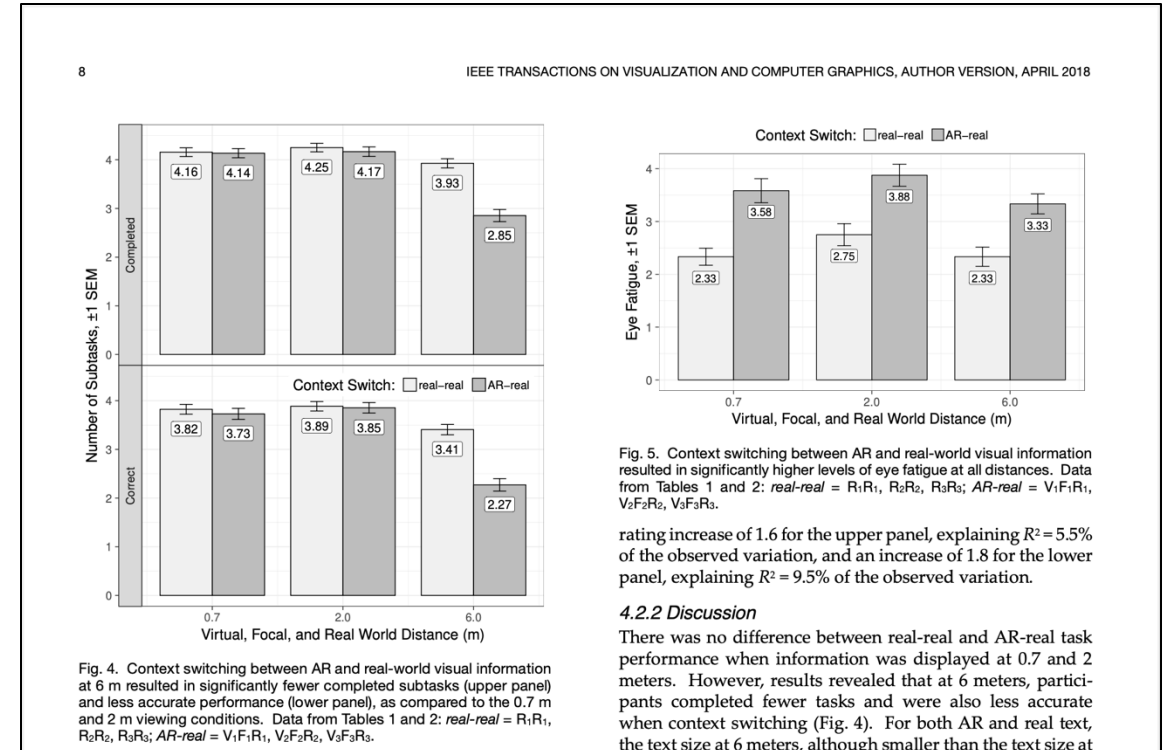 8
IEEE TRANSACTIONS ON VISUALIZATION AND COMPUTER GRAPHICS, AUTHOR VERSION, APRIL 2018
Number of Subtasks, ±1 SEM
Completed
4
3
2
1
0
4.16
4.14
4.25
4.17
3.93
2.85
Correct
Context Switch: real–real AR–real
4
3
2
1
0
3.82
3.73
3.89
3.85
3.41
2.27
0.7 2.0 6.0
Virtual, Focal, and Real World Distance (m)
Fig. 4. Context switching between AR and real-world visual information
at 6 m resulted in significantly fewer completed subtasks (upper panel)
and less accurate performance (lower panel), as compared to the 0.7 m
and 2 m viewing conditions. Data from Tables 1 and 2: real-real = R₁R₁,
R₂R₂, R₃R₃; AR-real = V₁F₁R₁, V₂F₂R₂, V₃F₃R₃.
Context Switch: real–real AR–real
Eye Fatigue, ±1 SEM
4
3
2
1
0
2.33
3.58
2.75
3.88
2.33
3.33
0.7 2.0 6.0
Virtual, Focal, and Real World Distance (m)
Fig. 5. Context switching between AR and real-world visual information
resulted in significantly higher levels of eye fatigue at all distances. Data
from Tables 1 and 2: real-real = R₁R₁, R₂R₂, R₃R₃; AR-real = V₁F₁R₁,
V₂F₂R₂, V₃F₃R₃.
rating increase of 1.6 for the upper panel, explaining R² = 5.5%
of the observed variation, and an increase of 1.8 for the lower
panel, explaining R² = 9.5% of the observed variation.
4.2.2 Discussion
There was no difference between real-real and AR-real task
performance when information was displayed at 0.7 and 2
meters. However, results revealed that at 6 meters, partici-
pants completed fewer tasks and were also less accurate
when context switching (Fig. 4). For both AR and real text,
the text size at 6 meters, although smaller than the text size at